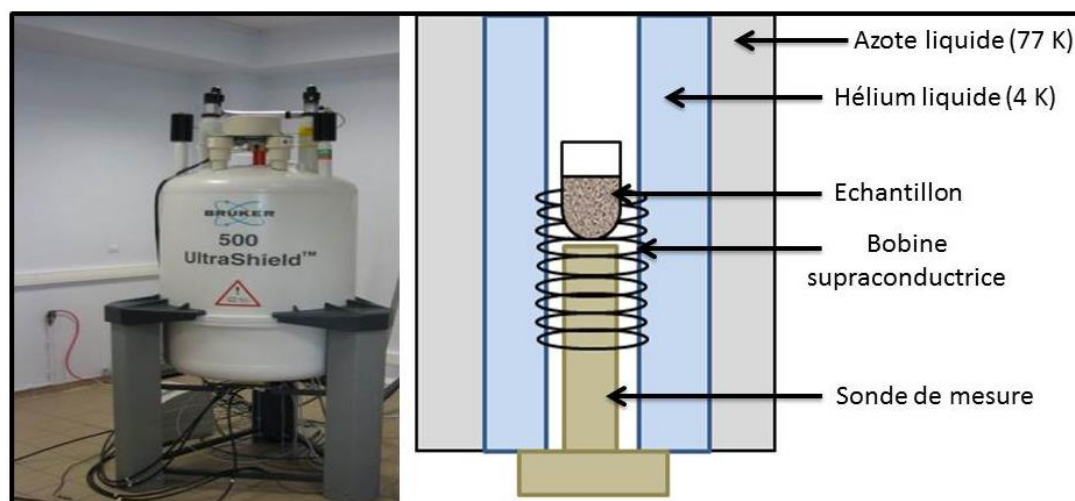 BRUKER
500
UltraShield™
Azote liquide (77 K)
Hélium liquide (4 K)
Echantillon
Bobine
supraconductrice
Sonde de mesure